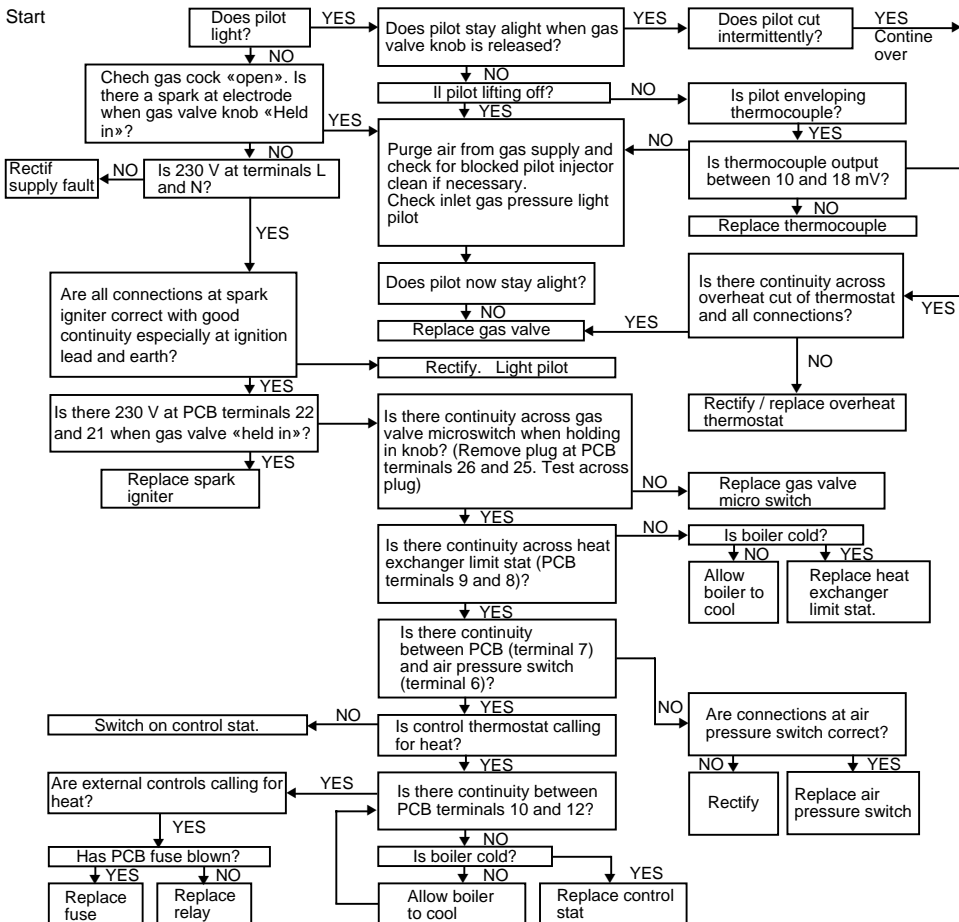 Start
Does pilot
light?
YES
Does pilot stay alight when gas
valve knob is released?
YES
Does pilot cut
intermittently?
YES
Contine
over
NO
Chech gas cock «open». Is
there a spark at electrode
when gas valve knob «Held
in»?
YES
NO
Il pilot lifting off?
NO
YES
Is pilot enveloping
thermocouple?
YES
Purge air from gas supply and
check for blocked pilot injector
clean if necessary.
Check inlet gas pressure light
pilot
NO
Is thermocouple output
between 10 and 18 mV?
NO
Replace thermocouple
NO
Rectif
supply fault
NO
Is 230 V at terminals L
and N?
YES
Does pilot now stay alight?
NO
Replace gas valve
YES
Is there continuity across
overheat cut of thermostat
and all connections?
YES
NO
Rectify / replace overheat
thermostat
Are all connections at spark
igniter correct with good
continuity especially at ignition
lead and earth?
Rectify. Light pilot
YES
Is there 230 V at PCB terminals 22
and 21 when gas valve «held in»?
YES
Replace spark
igniter
Is there continuity across gas
valve microswitch when holding
in knob? (Remove plug at PCB
terminals 26 and 25. Test across
plug)
NO
Replace gas valve
micro switch
YES
Is there continuity across heat
exchanger limit stat (PCB
terminals 9 and 8)?
NO
Is boiler cold?
NO
YES
Allow
boiler to
cool
Replace heat
exchanger
limit stat.
YES
Is there continuity
between PCB (terminal 7)
and air pressure switch
(terminal 6)?
NO
Are connections at air
pressure switch correct?
NO
YES
Rectify
Replace air
pressure switch
YES
Switch on control stat.
NO
Is control thermostat calling
for heat?
YES
Are external controls calling for
heat?
YES
Is there continuity between
PCB terminals 10 and 12?
YES
NO
Has PCB fuse blown?
Is boiler cold?
YES
NO
NO
YES
Replace
fuse
Replace
relay
Allow boiler
to cool
Replace control
stat